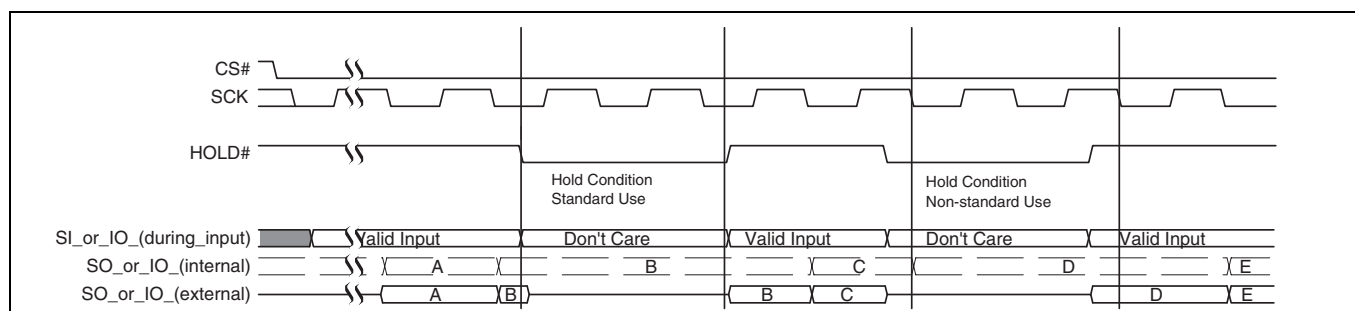 CS#
SCK
HOLD#
Hold Condition
Standard Use
Hold Condition
Non-standard Use
SI_or_IO_(during_input) Valid Input Don't Care Valid Input Don't Care Valid Input
SO_or_IO_(internal) A B C D E
SO_or_IO_(external) A B B C D E